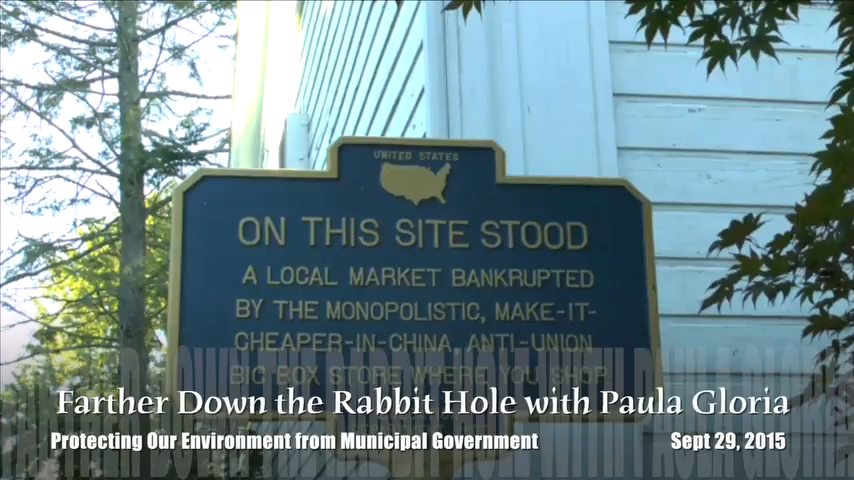 UNITED STATES
ON THIS SITE STOOD
A LOCAL MARKET BANKRUPTED
BY THE MONOPOLISTIC, MAKE-IT-
CHEAPER-IN-CHINA, ANTI-UNION
BIG BOX STORE WHERE YOU SHOP
Farther Down the Rabbit Hole with Paula Gloria
Protecting Our Environment from Municipal Government
Sept 29, 2015